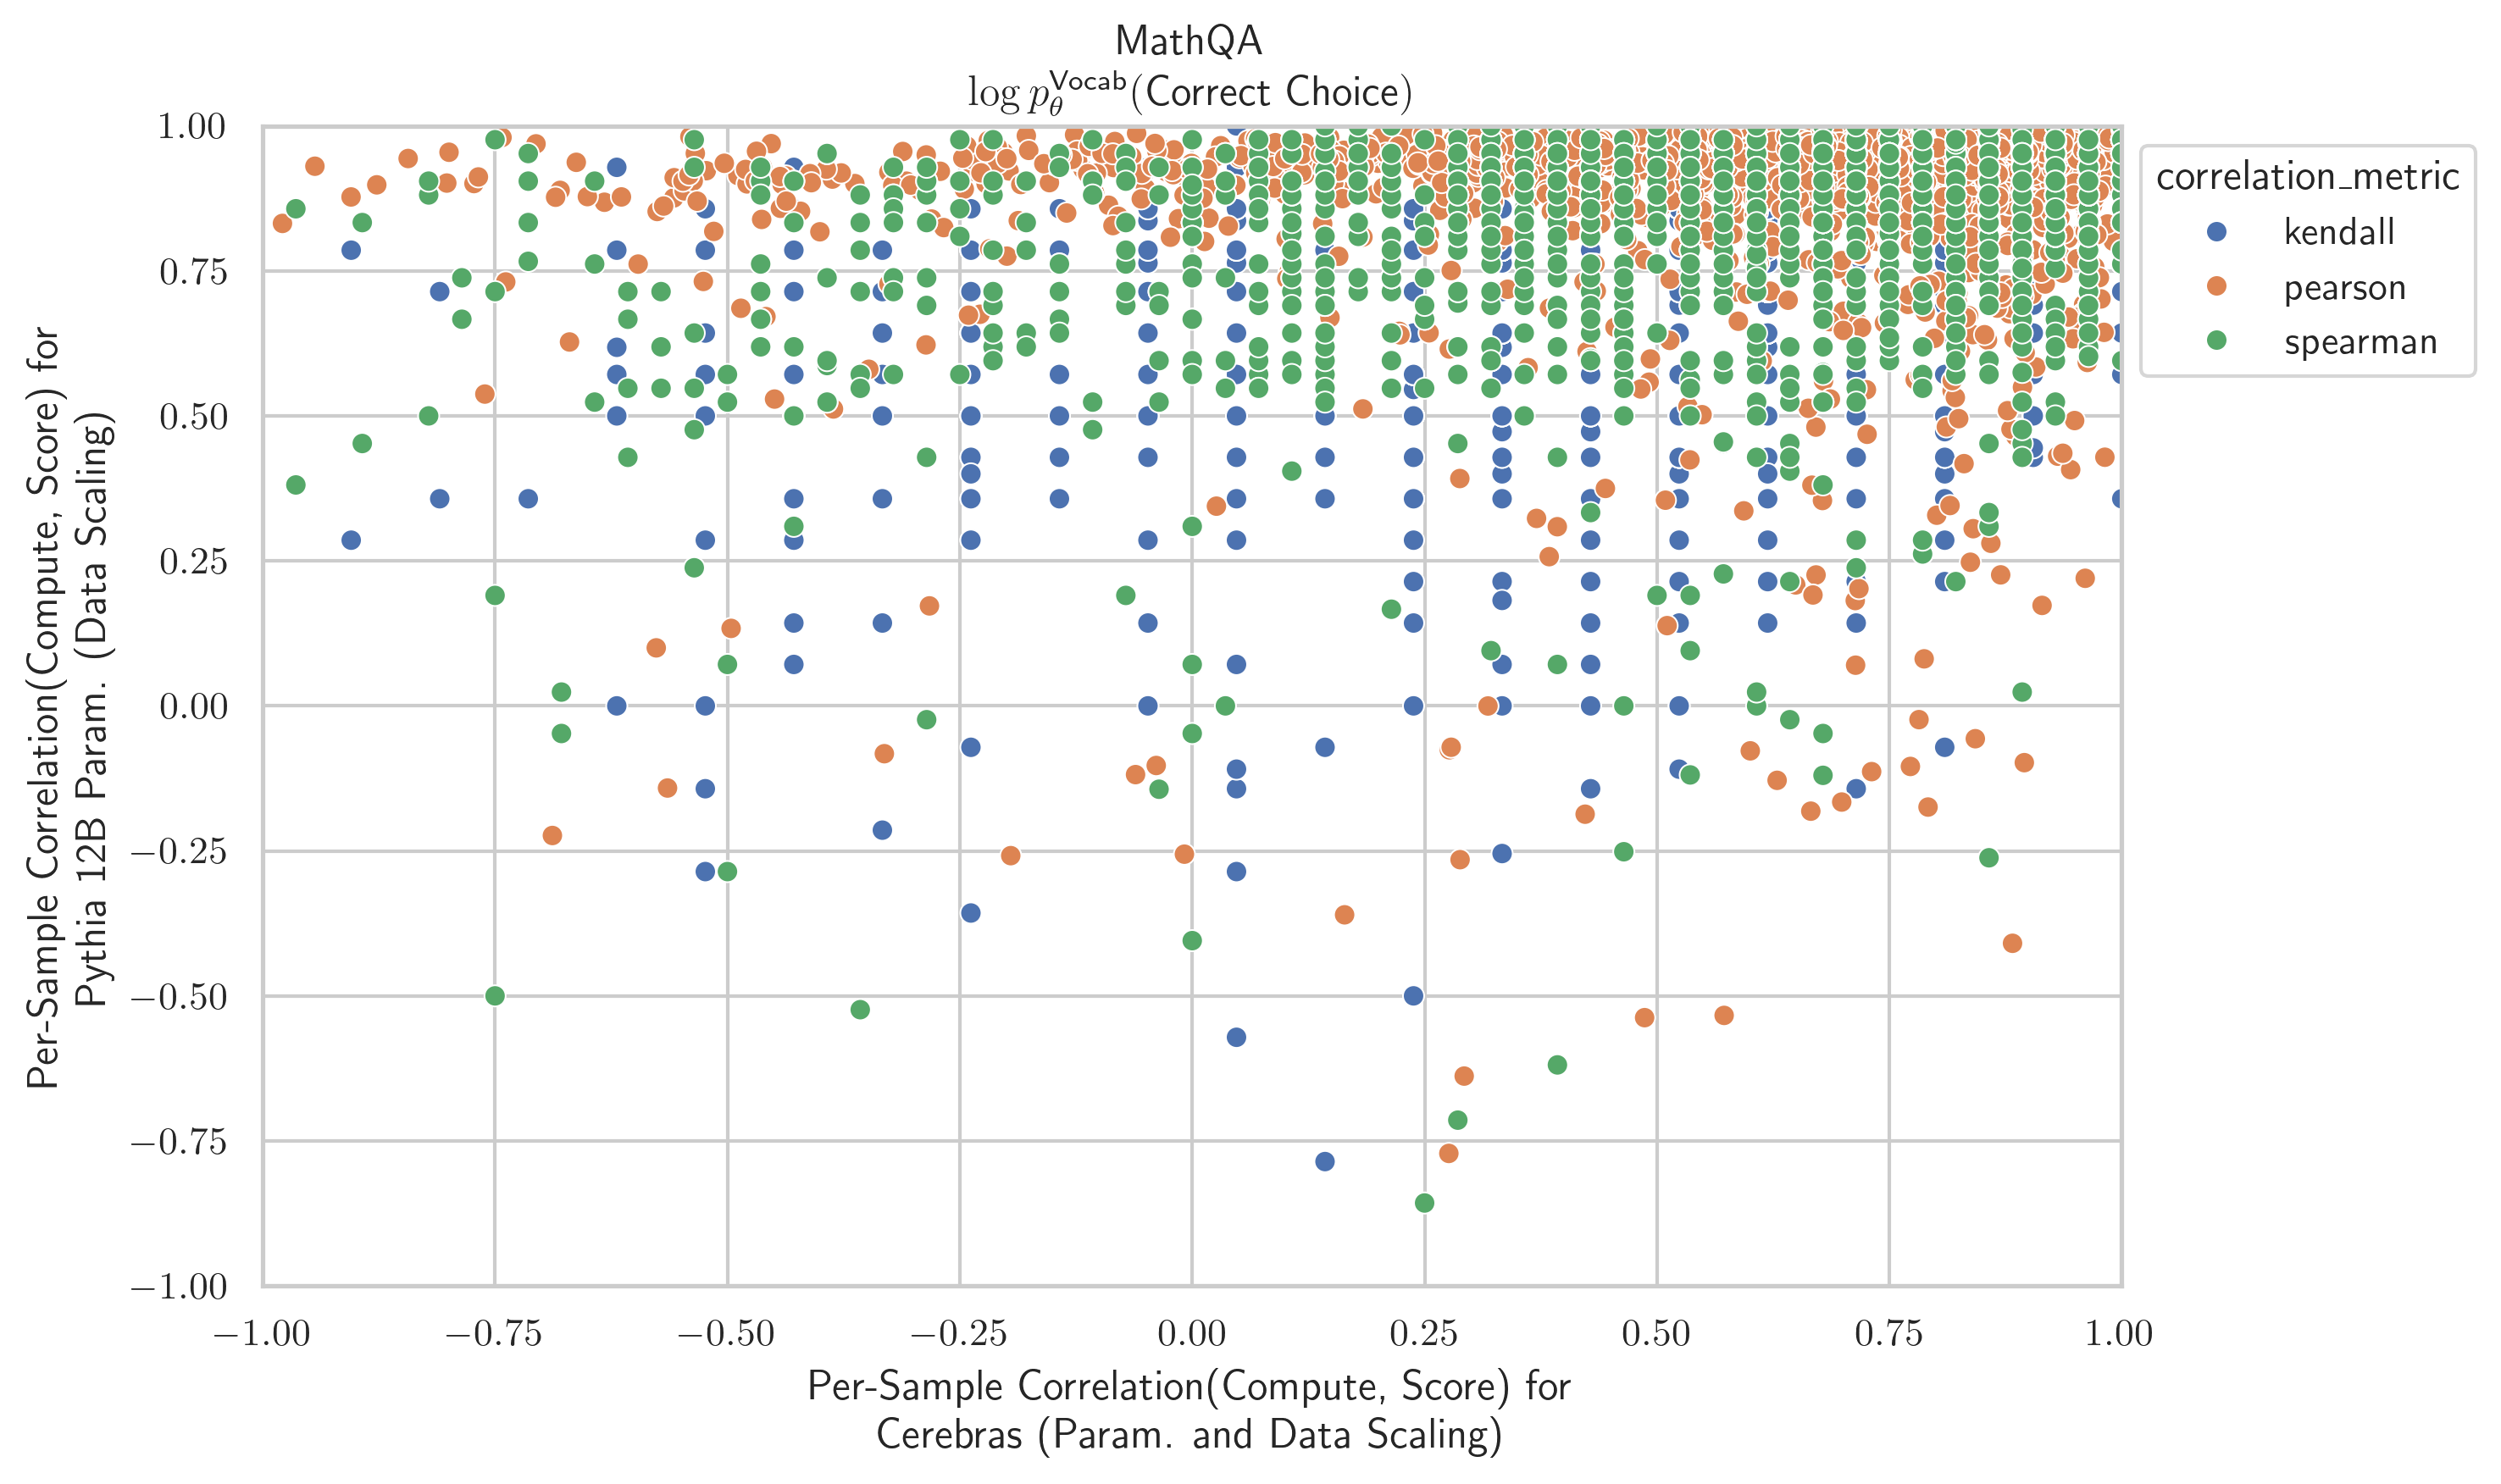 MathQA
log p_θ^Vocab(Correct Choice)
Per-Sample Correlation(Compute, Score) for
Pythia 12B Param. (Data Scaling)
1.00
0.75
0.50
0.25
0.00
−0.25
−0.50
−0.75
−1.00
−1.00 −0.75 −0.50 −0.25 0.00 0.25 0.50 0.75 1.00
Per-Sample Correlation(Compute, Score) for
Cerebras (Param. and Data Scaling)
correlation_metric
kendall
pearson
spearman